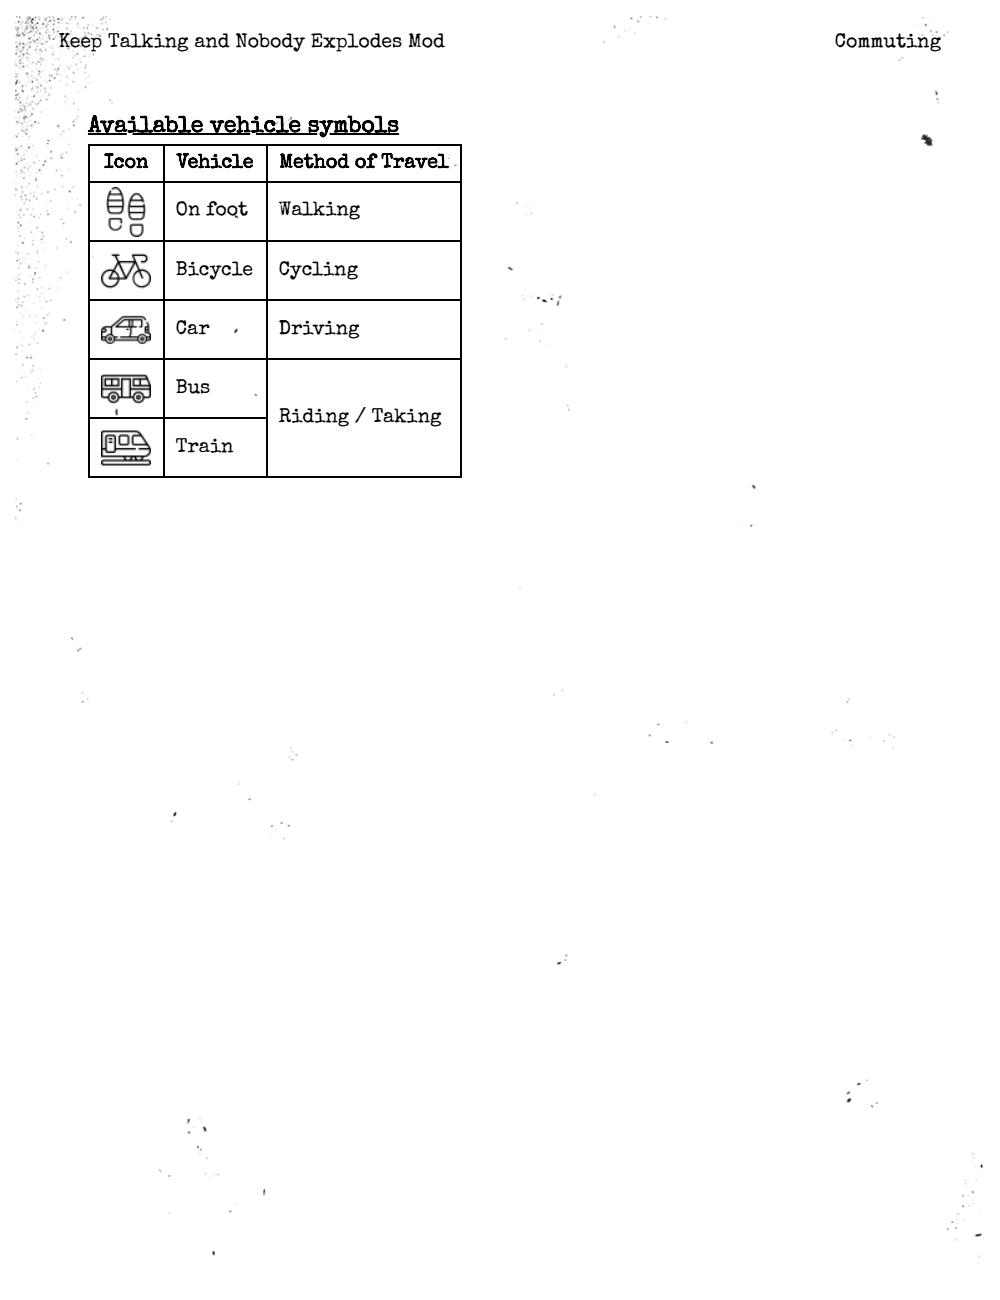 Keep Talking and Nobody Explodes Mod
Commuting
Available vehicle symbols
Icon Vehicle Method of Travel
On foot Walking
Bicycle Cycling
Car Driving
Bus
Riding / Taking
Train